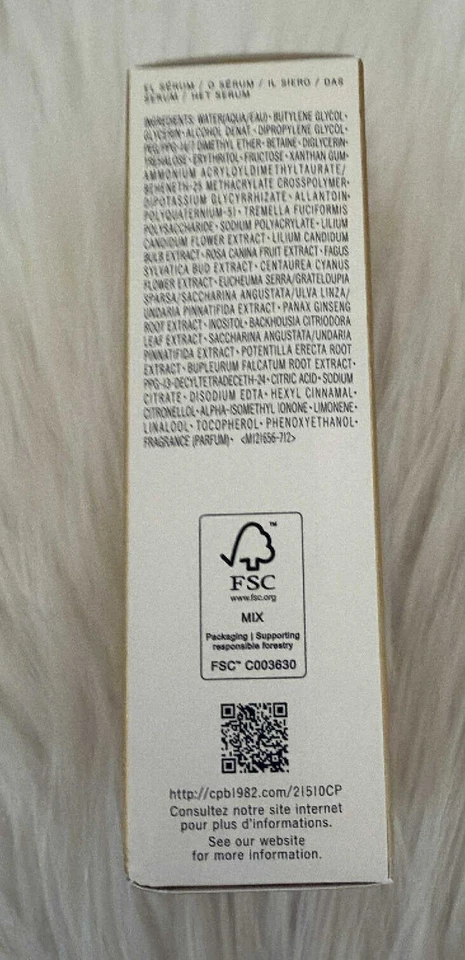 EL SÉRUM / O SÉRUM / IL SIERO / DAS
SERUM / HET SERUM
INGREDIENTS: WATER(AQUA/EAU)• BUTYLENE GLYCOL•
GLYCERIN• ALCOHOL DENAT.• DIPROPYLENE GLYCOL•
PEG/PPG-14/7 DIMETHYL ETHER• BETAINE• DIGLYCERIN•
TREHALOSE• ERYTHRITOL• FRUCTOSE• XANTHAN GUM•
AMMONIUM ACRYLOYLDIMETHYLTAURATE/
BEHENETH-25 METHACRYLATE CROSSPOLYMER•
DIPOTASSIUM GLYCYRRHIZATE• ALLANTOIN•
POLYQUATERNIUM-51• TREMELLA FUCIFORMIS
POLYSACCHARIDE• SODIUM POLYACRYLATE• LILIUM
CANDIDUM FLOWER EXTRACT• LILIUM CANDIDUM
BULB EXTRACT• ROSA CANINA FRUIT EXTRACT• FAGUS
SYLVATICA BUD EXTRACT• CENTAUREA CYANUS
FLOWER EXTRACT• EUCHEUMA SERRA/GRATELOUPIA
SPARSA/SACCHARINA ANGUSTATA/ULVA LINZA/
UNDARIA PINNATIFIDA EXTRACT• PANAX GINSENG
ROOT EXTRACT• INOSITOL• BACKHOUSIA CITRIODORA
LEAF EXTRACT• SACCHARINA ANGUSTATA/UNDARIA
PINNATIFIDA EXTRACT• POTENTILLA ERECTA ROOT
EXTRACT• BUPLEURUM FALCATUM ROOT EXTRACT•
PPG-13-DECYLTETRADECETH-24• CITRIC ACID• SODIUM
CITRATE• DISODIUM EDTA• HEXYL CINNAMAL•
CITRONELLOL• ALPHA-ISOMETHYL IONONE• LIMONENE•
LINALOOL• TOCOPHEROL• PHENOXYETHANOL•
FRAGRANCE (PARFUM)• <M121656-712>
TM
FSC
www.fsc.org
MIX
Packaging | Supporting
responsible forestry
FSC™ C003630
http://cpb1982.com/21510CP
Consultez notre site internet
pour plus d'informations.
See our website
for more information.